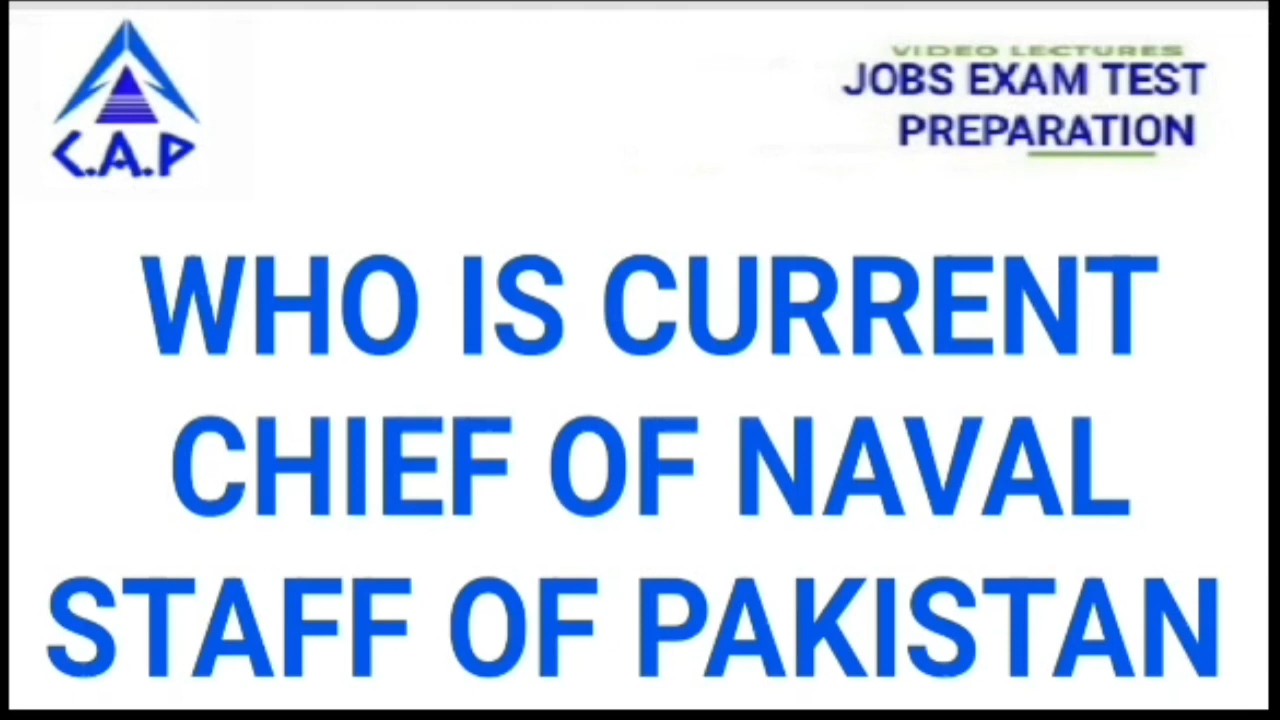 C.A.P
VIDEO LECTURES
JOBS EXAM TEST
PREPARATION
WHO IS CURRENT
CHIEF OF NAVAL
STAFF OF PAKISTAN